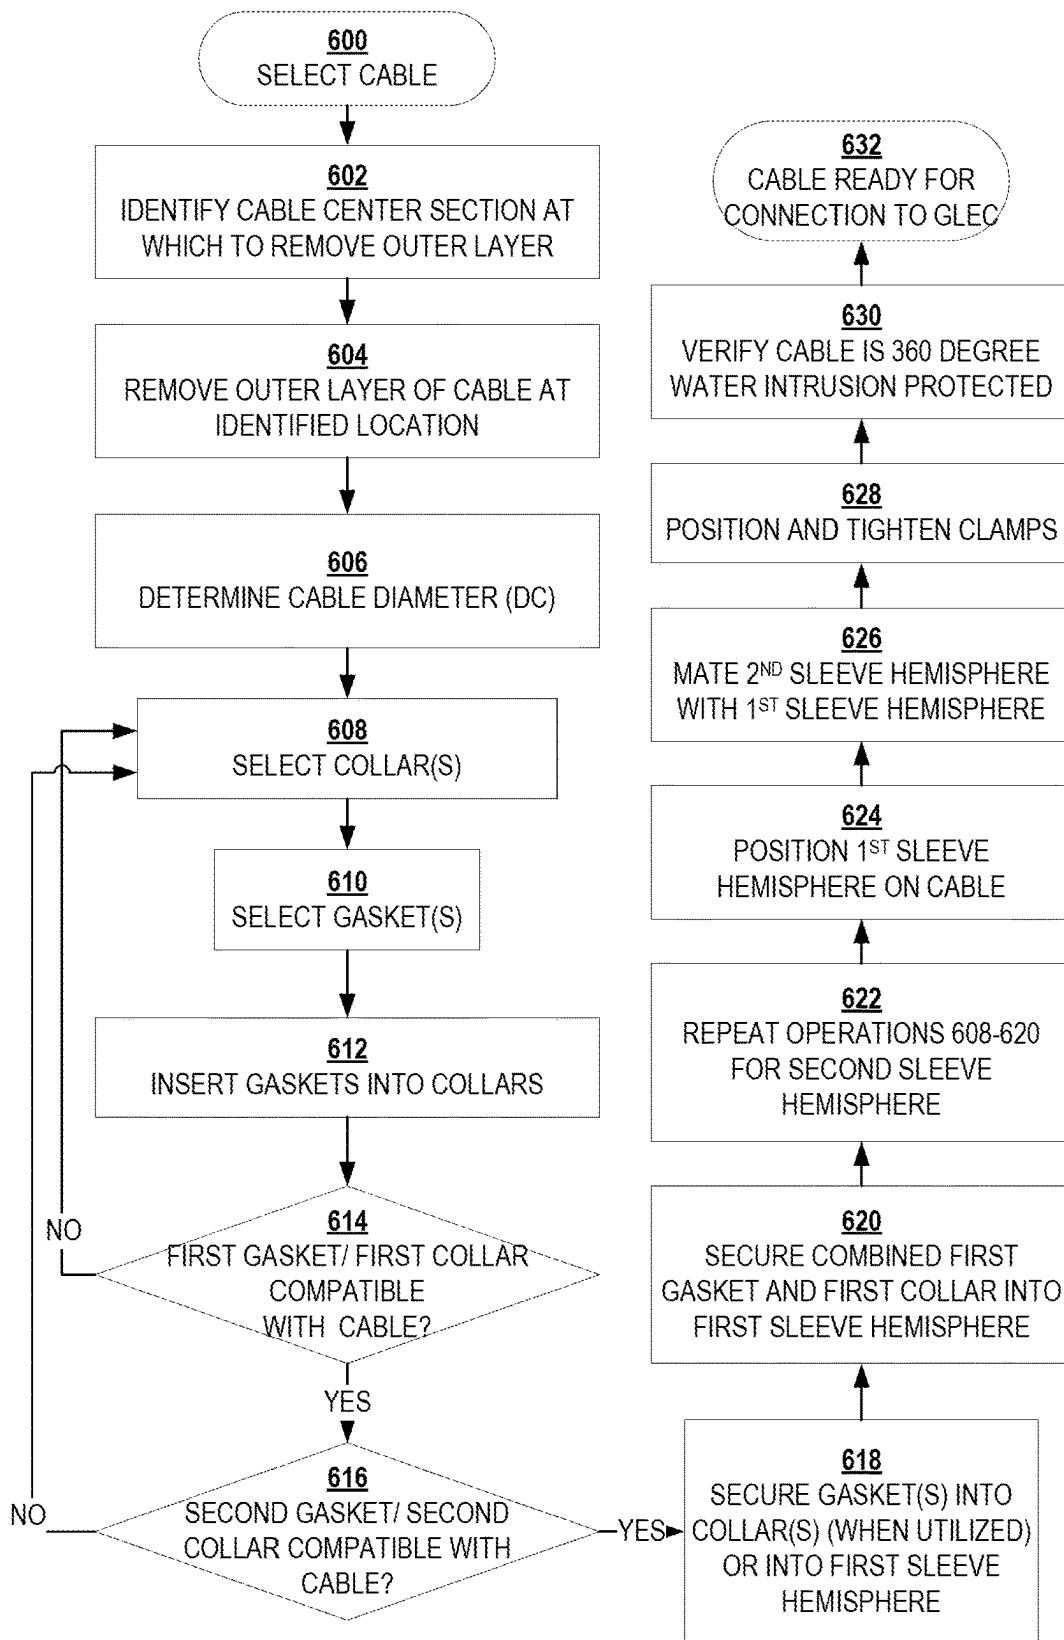 600
SELECT CABLE
602
IDENTIFY CABLE CENTER SECTION AT
WHICH TO REMOVE OUTER LAYER
604
REMOVE OUTER LAYER OF CABLE AT
IDENTIFIED LOCATION
606
DETERMINE CABLE DIAMETER (DC)
608
SELECT COLLAR(S)
610
SELECT GASKET(S)
612
INSERT GASKETS INTO COLLARS
614
FIRST GASKET/ FIRST COLLAR
COMPATIBLE
WITH CABLE?
NO
YES
616
SECOND GASKET/ SECOND
COLLAR COMPATIBLE WITH
CABLE?
NO
YES
618
SECURE GASKET(S) INTO
COLLAR(S) (WHEN UTILIZED)
OR INTO FIRST SLEEVE
HEMISPHERE
620
SECURE COMBINED FIRST
GASKET AND FIRST COLLAR INTO
FIRST SLEEVE HEMISPHERE
622
REPEAT OPERATIONS 608-620
FOR SECOND SLEEVE
HEMISPHERE
624
POSITION 1ST SLEEVE
HEMISPHERE ON CABLE
626
MATE 2ND SLEEVE HEMISPHERE
WITH 1ST SLEEVE HEMISPHERE
628
POSITION AND TIGHTEN CLAMPS
630
VERIFY CABLE IS 360 DEGREE
WATER INTRUSION PROTECTED
632
CABLE READY FOR
CONNECTION TO GLEC